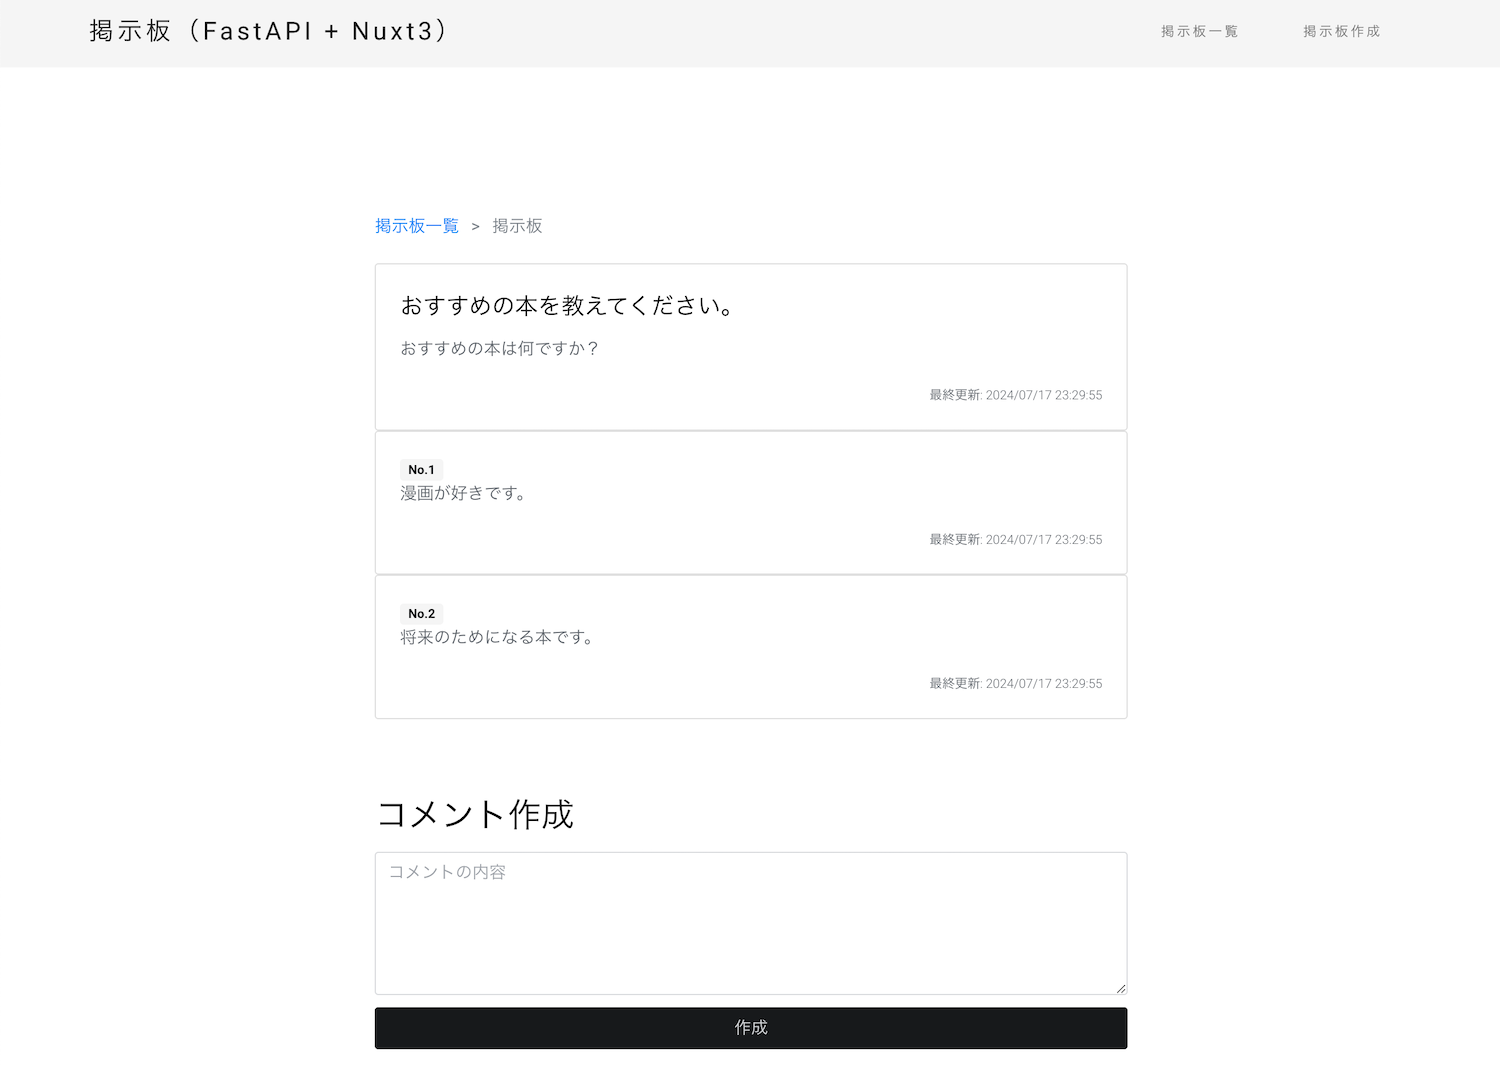 掲示板（FastAPI + Nuxt3）
掲示板一覧
掲示板作成
掲示板一覧 > 掲示板
おすすめの本を教えてください。
おすすめの本は何ですか？
最終更新: 2024/07/17 23:29:55
No.1
漫画が好きです。
最終更新: 2024/07/17 23:29:55
No.2
将来のためになる本です。
最終更新: 2024/07/17 23:29:55
コメント作成
コメントの内容
作成